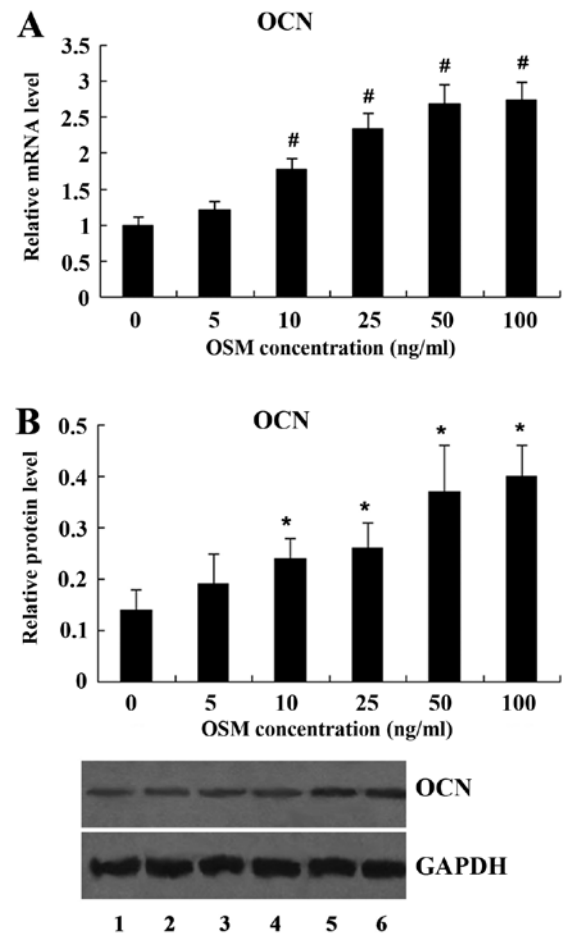 A
OCN
Relative mRNA level
3.5
3
2.5
2
1.5
1
0.5
0
# # # #
0 5 10 25 50 100
OSM concentration (ng/ml)
B
OCN
Relative protein level
0.5
0.4
0.3
0.2
0.1
0
* * * *
0 5 10 25 50 100
OSM concentration (ng/ml)
OCN
GAPDH
1 2 3 4 5 6